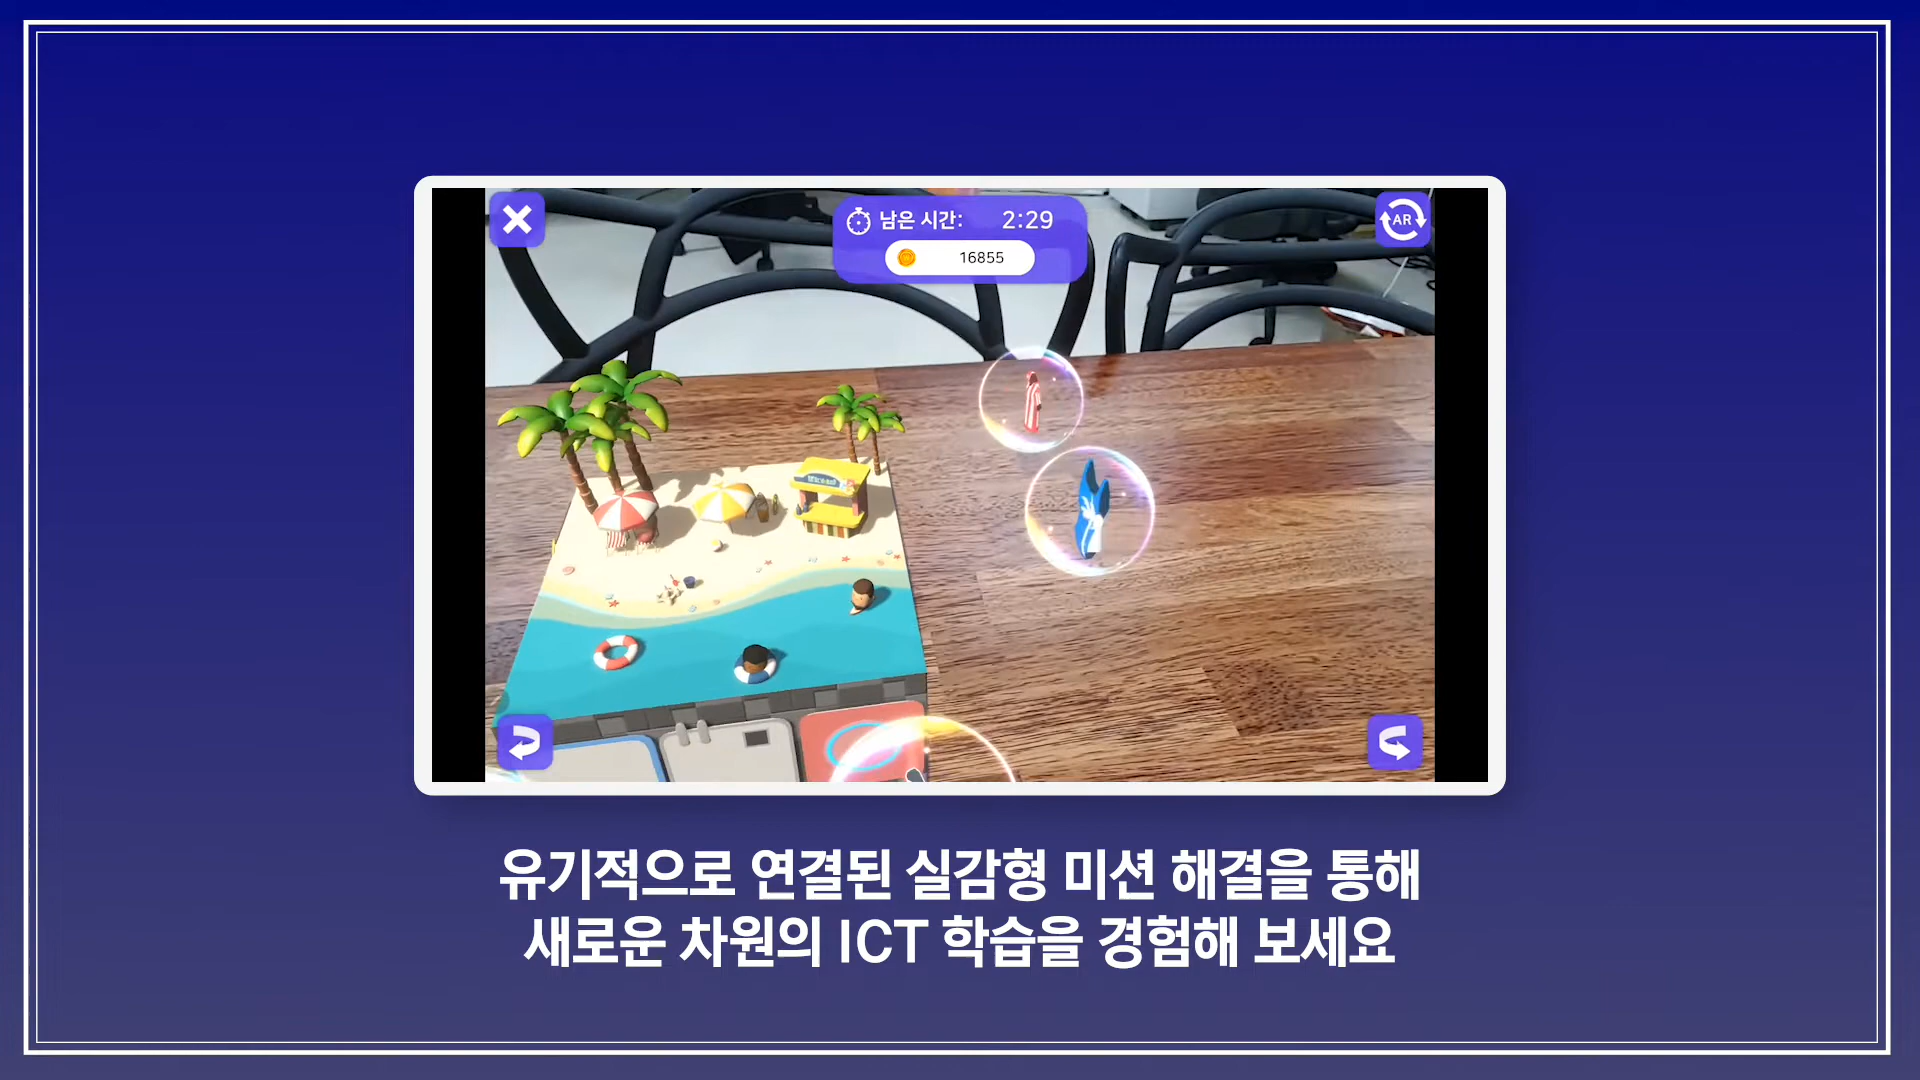 남은 시간: 2:29
AR
16855
유기적으로 연결된 실감형 미션 해결을 통해
새로운 차원의 ICT 학습을 경험해 보세요